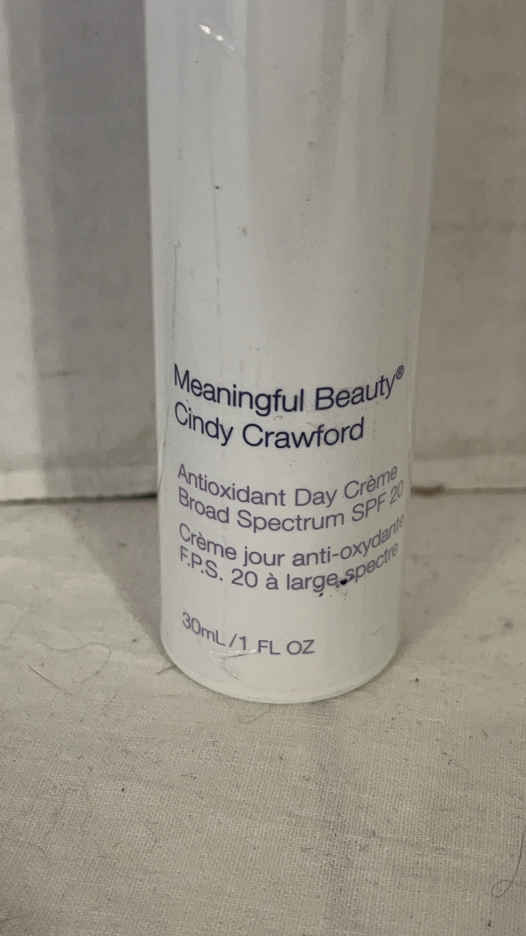 Meaningful Beauty®
Cindy Crawford
Antioxidant Day Crème
Broad Spectrum SPF 20
Crème jour anti-oxydante
F.P.S. 20 à large spectre
30mL/1 FL OZ